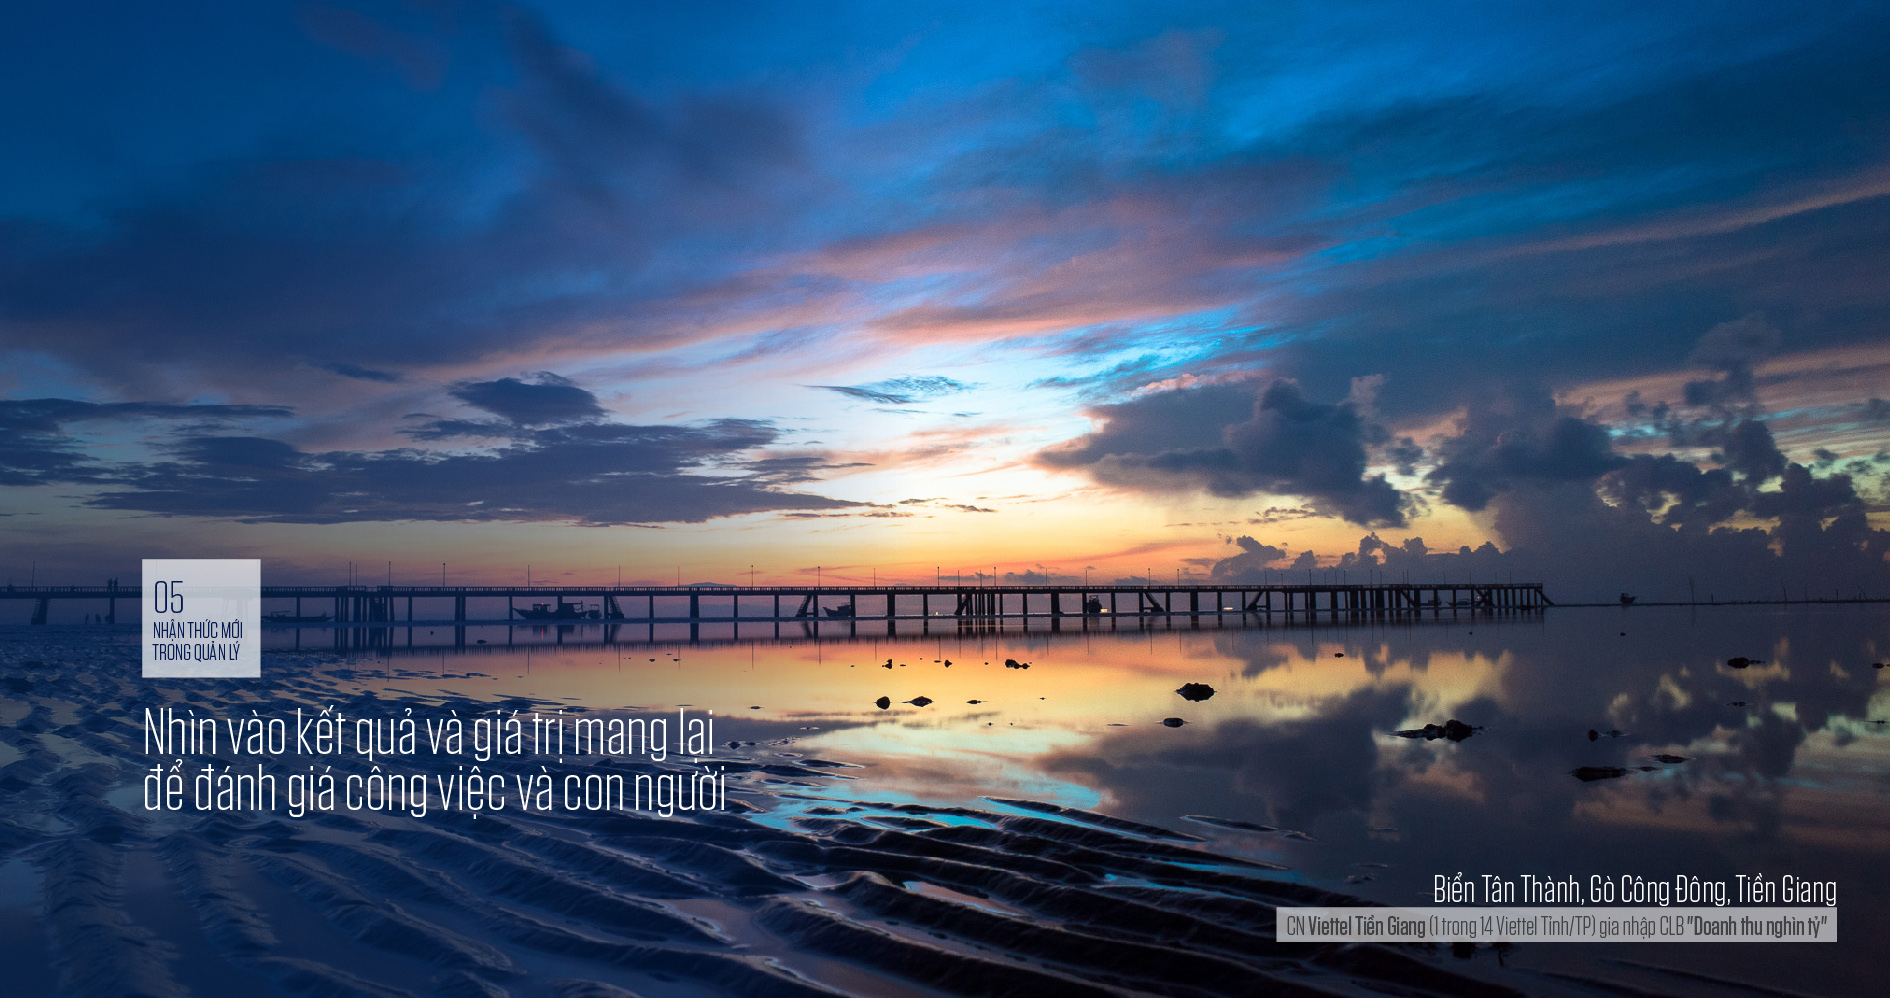 05
NHẬN THỨC MỚI
TRONG QUẢN LÝ
Nhìn vào kết quả và giá trị mang lại
để đánh giá công việc và con người
Biển Tân Thành, Gò Công Đông, Tiền Giang
CN Viettel Tiền Giang (1 trong 14 Viettel Tỉnh/TP) gia nhập CLB "Doanh thu nghìn tỷ"